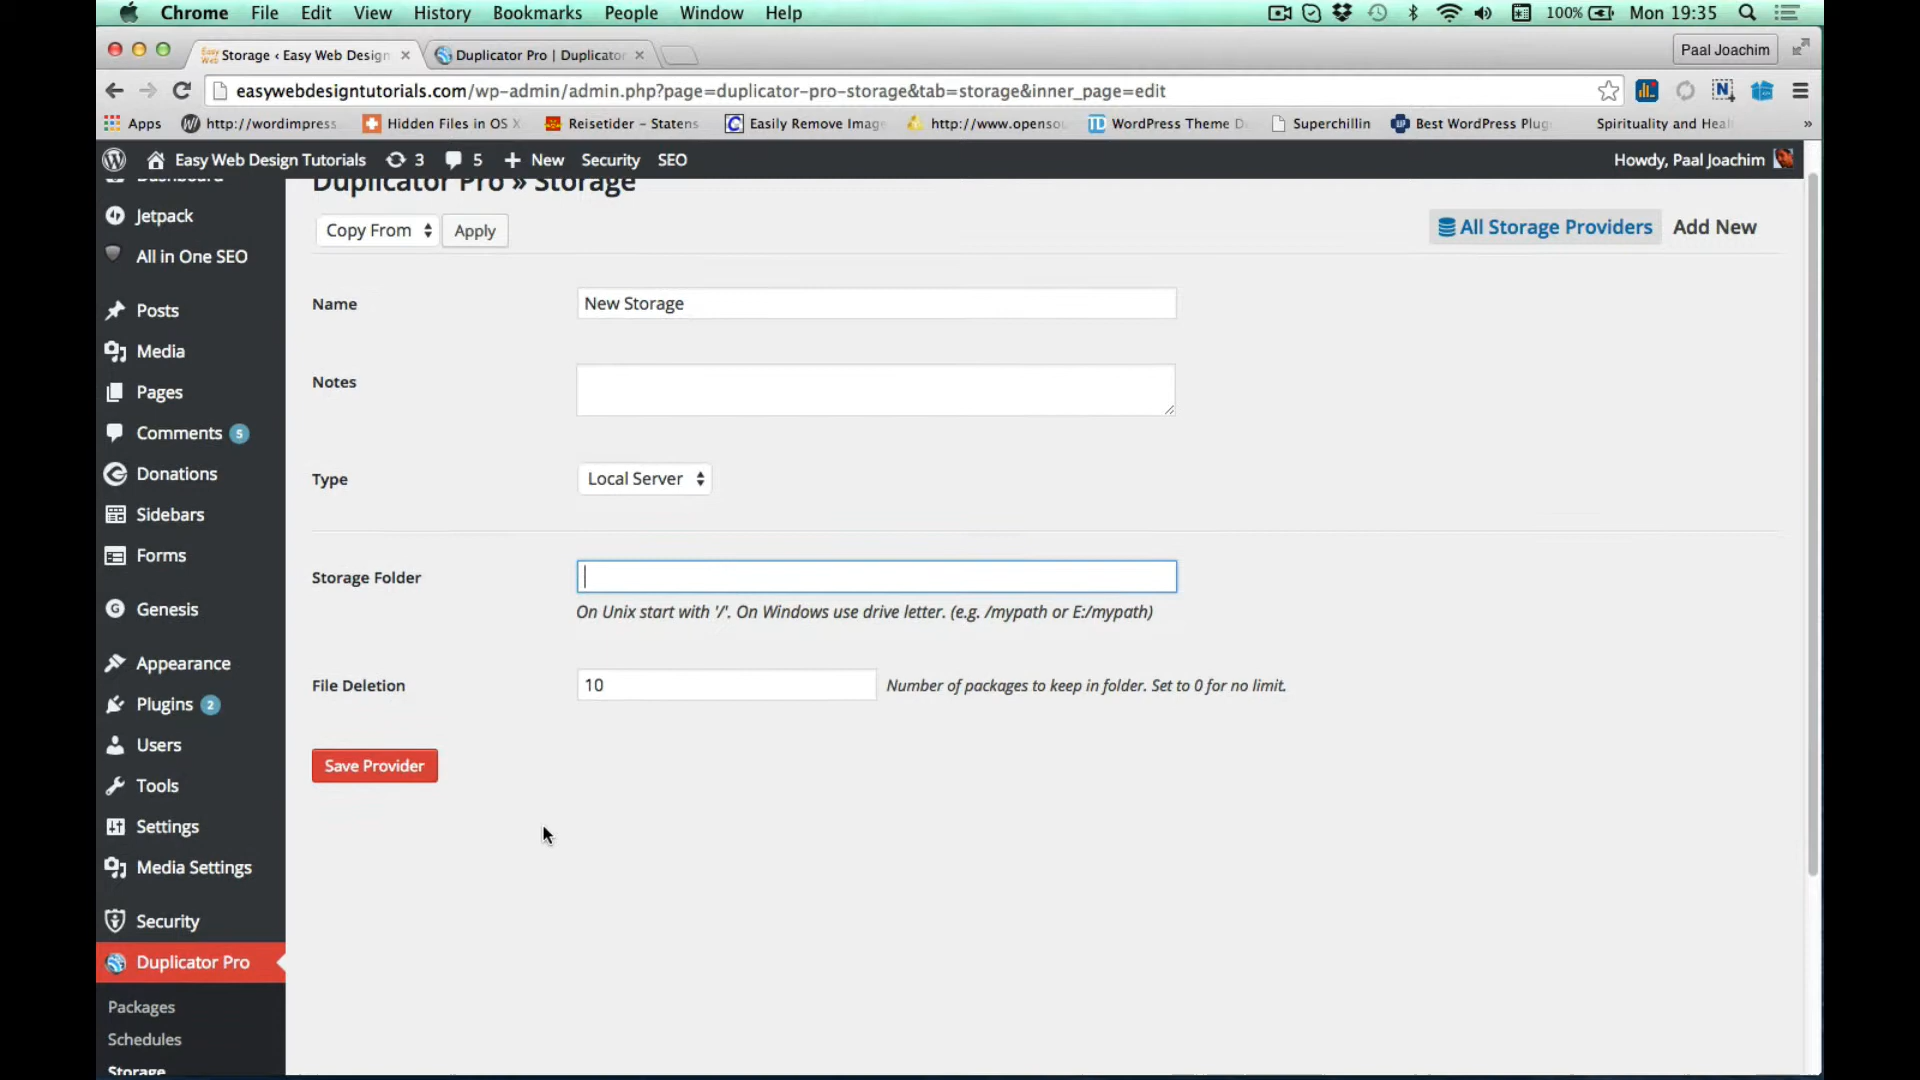 Chrome File Edit View History Bookmarks People Window Help 100% Mon 19:35
Storage ‹ Easy Web Design Duplicator Pro | Duplicator Paal Joachim
easywebdesigntutorials.com/wp-admin/admin.php?page=duplicator-pro-storage&tab=storage&inner_page=edit
Apps http://wordimpress Hidden Files in OS X Reisetider - Statens Easily Remove Image http://www.opensou WordPress Theme D Superchillin Best WordPress Plug Spirituality and Heal »
Easy Web Design Tutorials 3 5 + New Security SEO Howdy, Paal Joachim
Dashboard
Duplicator Pro » Storage
Jetpack
Copy From Apply All Storage Providers Add New
All in One SEO
Name New Storage
Posts
Media
Notes
Pages
Comments 5
Donations
Type Local Server
Sidebars
Forms
Storage Folder
On Unix start with '/'. On Windows use drive letter. (e.g. /mypath or E:/mypath)
Genesis
Appearance
File Deletion 10 Number of packages to keep in folder. Set to 0 for no limit.
Plugins 2
Users
Save Provider
Tools
Settings
Media Settings
Security
Duplicator Pro
Packages
Schedules
Storage